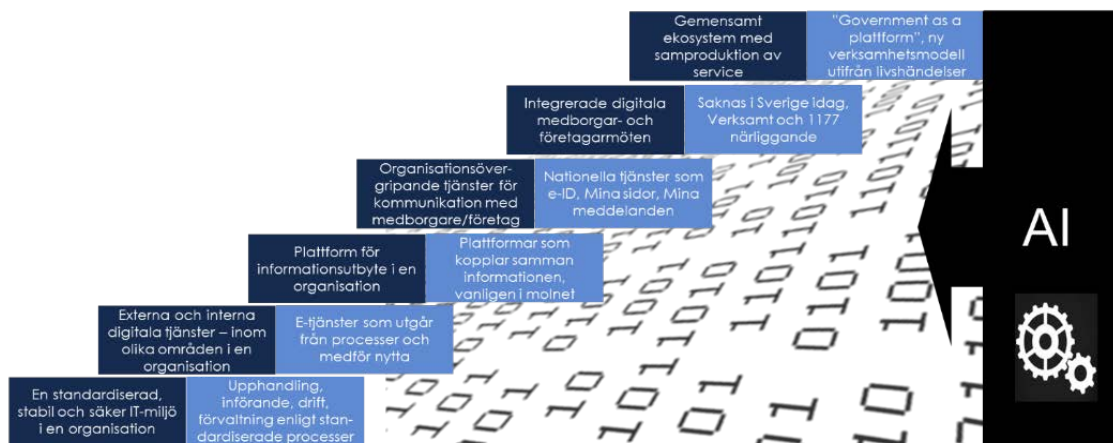 Gemensamt
ekosystem med
samproduktion av
service
"Government as a
plattform", ny
verksamhetsmodell
utifrån livshändelser
Integrerade digitala
medborgar- och
företagarmöten
Saknas i Sverige idag,
Verksamt och 1177
närliggande
Organisationsöver-
gripande tjänster för
kommunikation med
medborgare/företag
Nationella tjänster som
e-ID, Mina sidor, Mina
meddelanden
Plattform för
informationsutbyte i en
organisation
Plattformar som
kopplar samman
informationen,
vanligen i molnet
Externa och interna
digitala tjänster – inom
olika områden i en
organisation
E-tjänster som utgår
från processer och
medför nytta
En standardiserad,
stabil och säker IT-miljö
i en organisation
Upphandling,
införande, drift,
förvaltning enligt stan-
dardiserade processer
AI